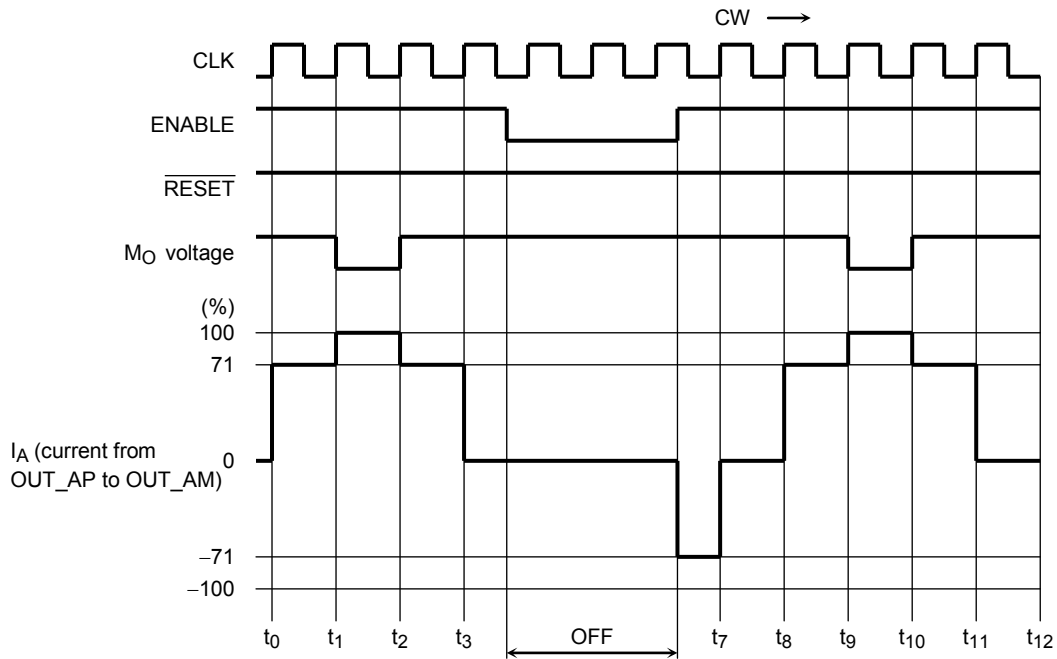 CW →
CLK
ENABLE
RESET
MO voltage
(%)
100
71
IA (current from
OUT_AP to OUT_AM)
0
−71
−100
t0 t1 t2 t3 OFF t7 t8 t9 t10 t11 t12